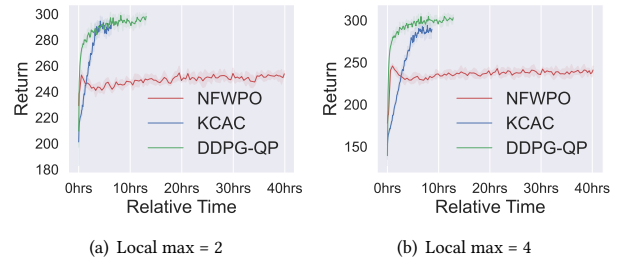 300
280
260
240
220
200
180
Return
NFWPO
KCAC
DDPG-QP
0hrs 10hrs 20hrs 30hrs 40hrs
Relative Time
(a) Local max = 2
300
250
200
150
Return
NFWPO
KCAC
DDPG-QP
0hrs 10hrs 20hrs 30hrs 40hrs
Relative Time
(b) Local max = 4